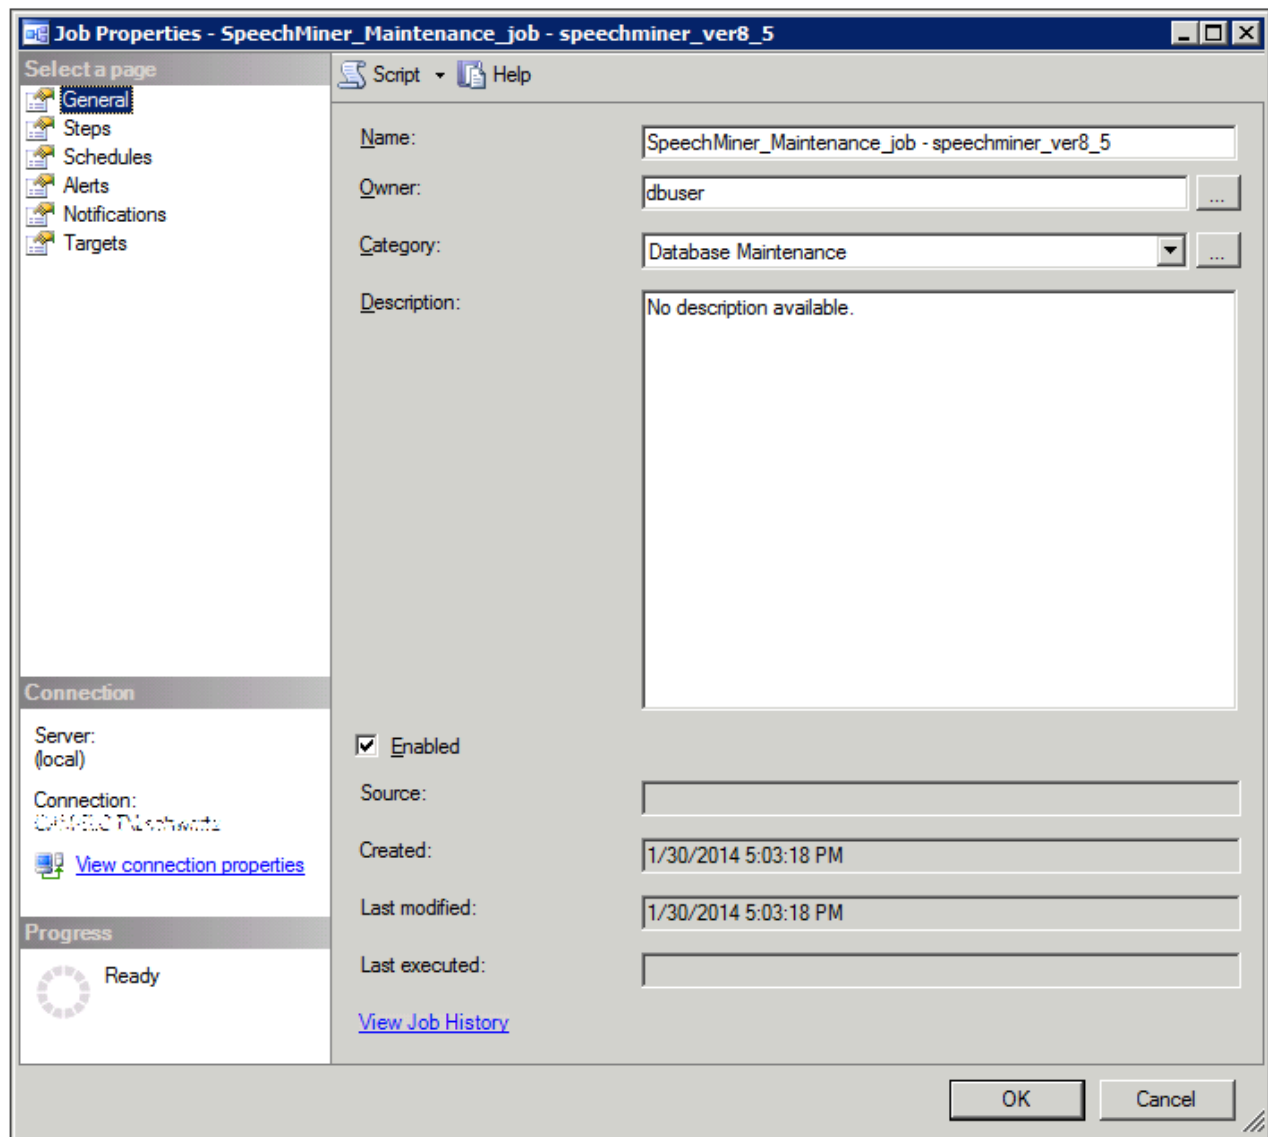 Job Properties - SpeechMiner_Maintenance_job - speechminer_ver8_5
Select a page
General
Steps
Schedules
Alerts
Notifications
Targets
Script
Help
Name:
SpeechMiner_Maintenance_job - speechminer_ver8_5
Owner:
dbuser
...
Category:
Database Maintenance
...
Description:
No description available.
Enabled
Source:
Created:
1/30/2014 5:03:18 PM
Last modified:
1/30/2014 5:03:18 PM
Last executed:
View Job History
Connection
Server:
(local)
Connection:
View connection properties
Progress
Ready
OK
Cancel